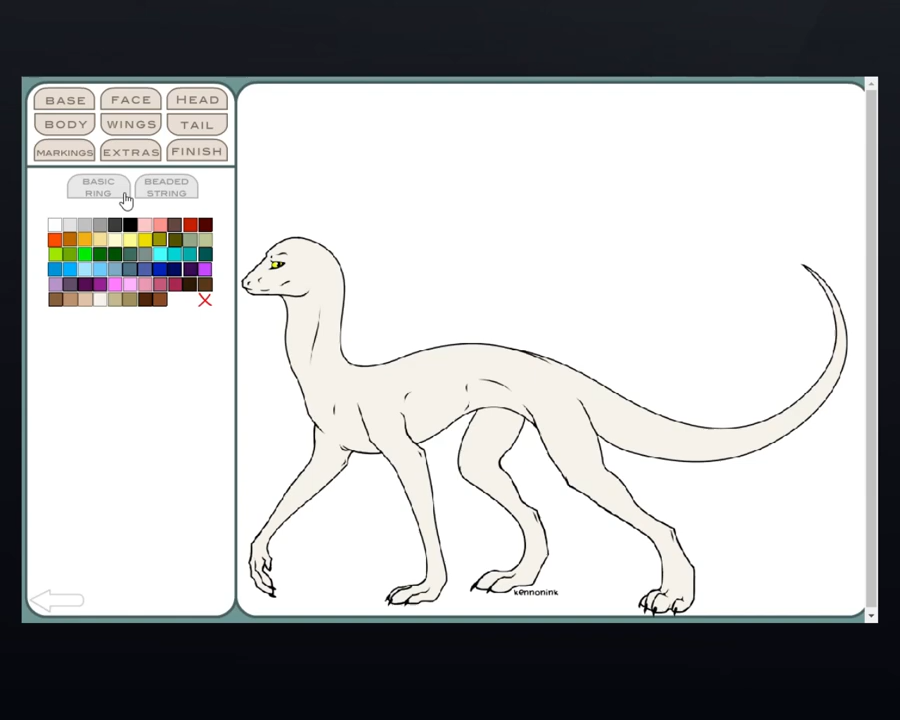 BASE FACE HEAD
BODY WINGS TAIL
MARKINGS EXTRAS FINISH
BASIC RING
BEADED STRING
kennonink